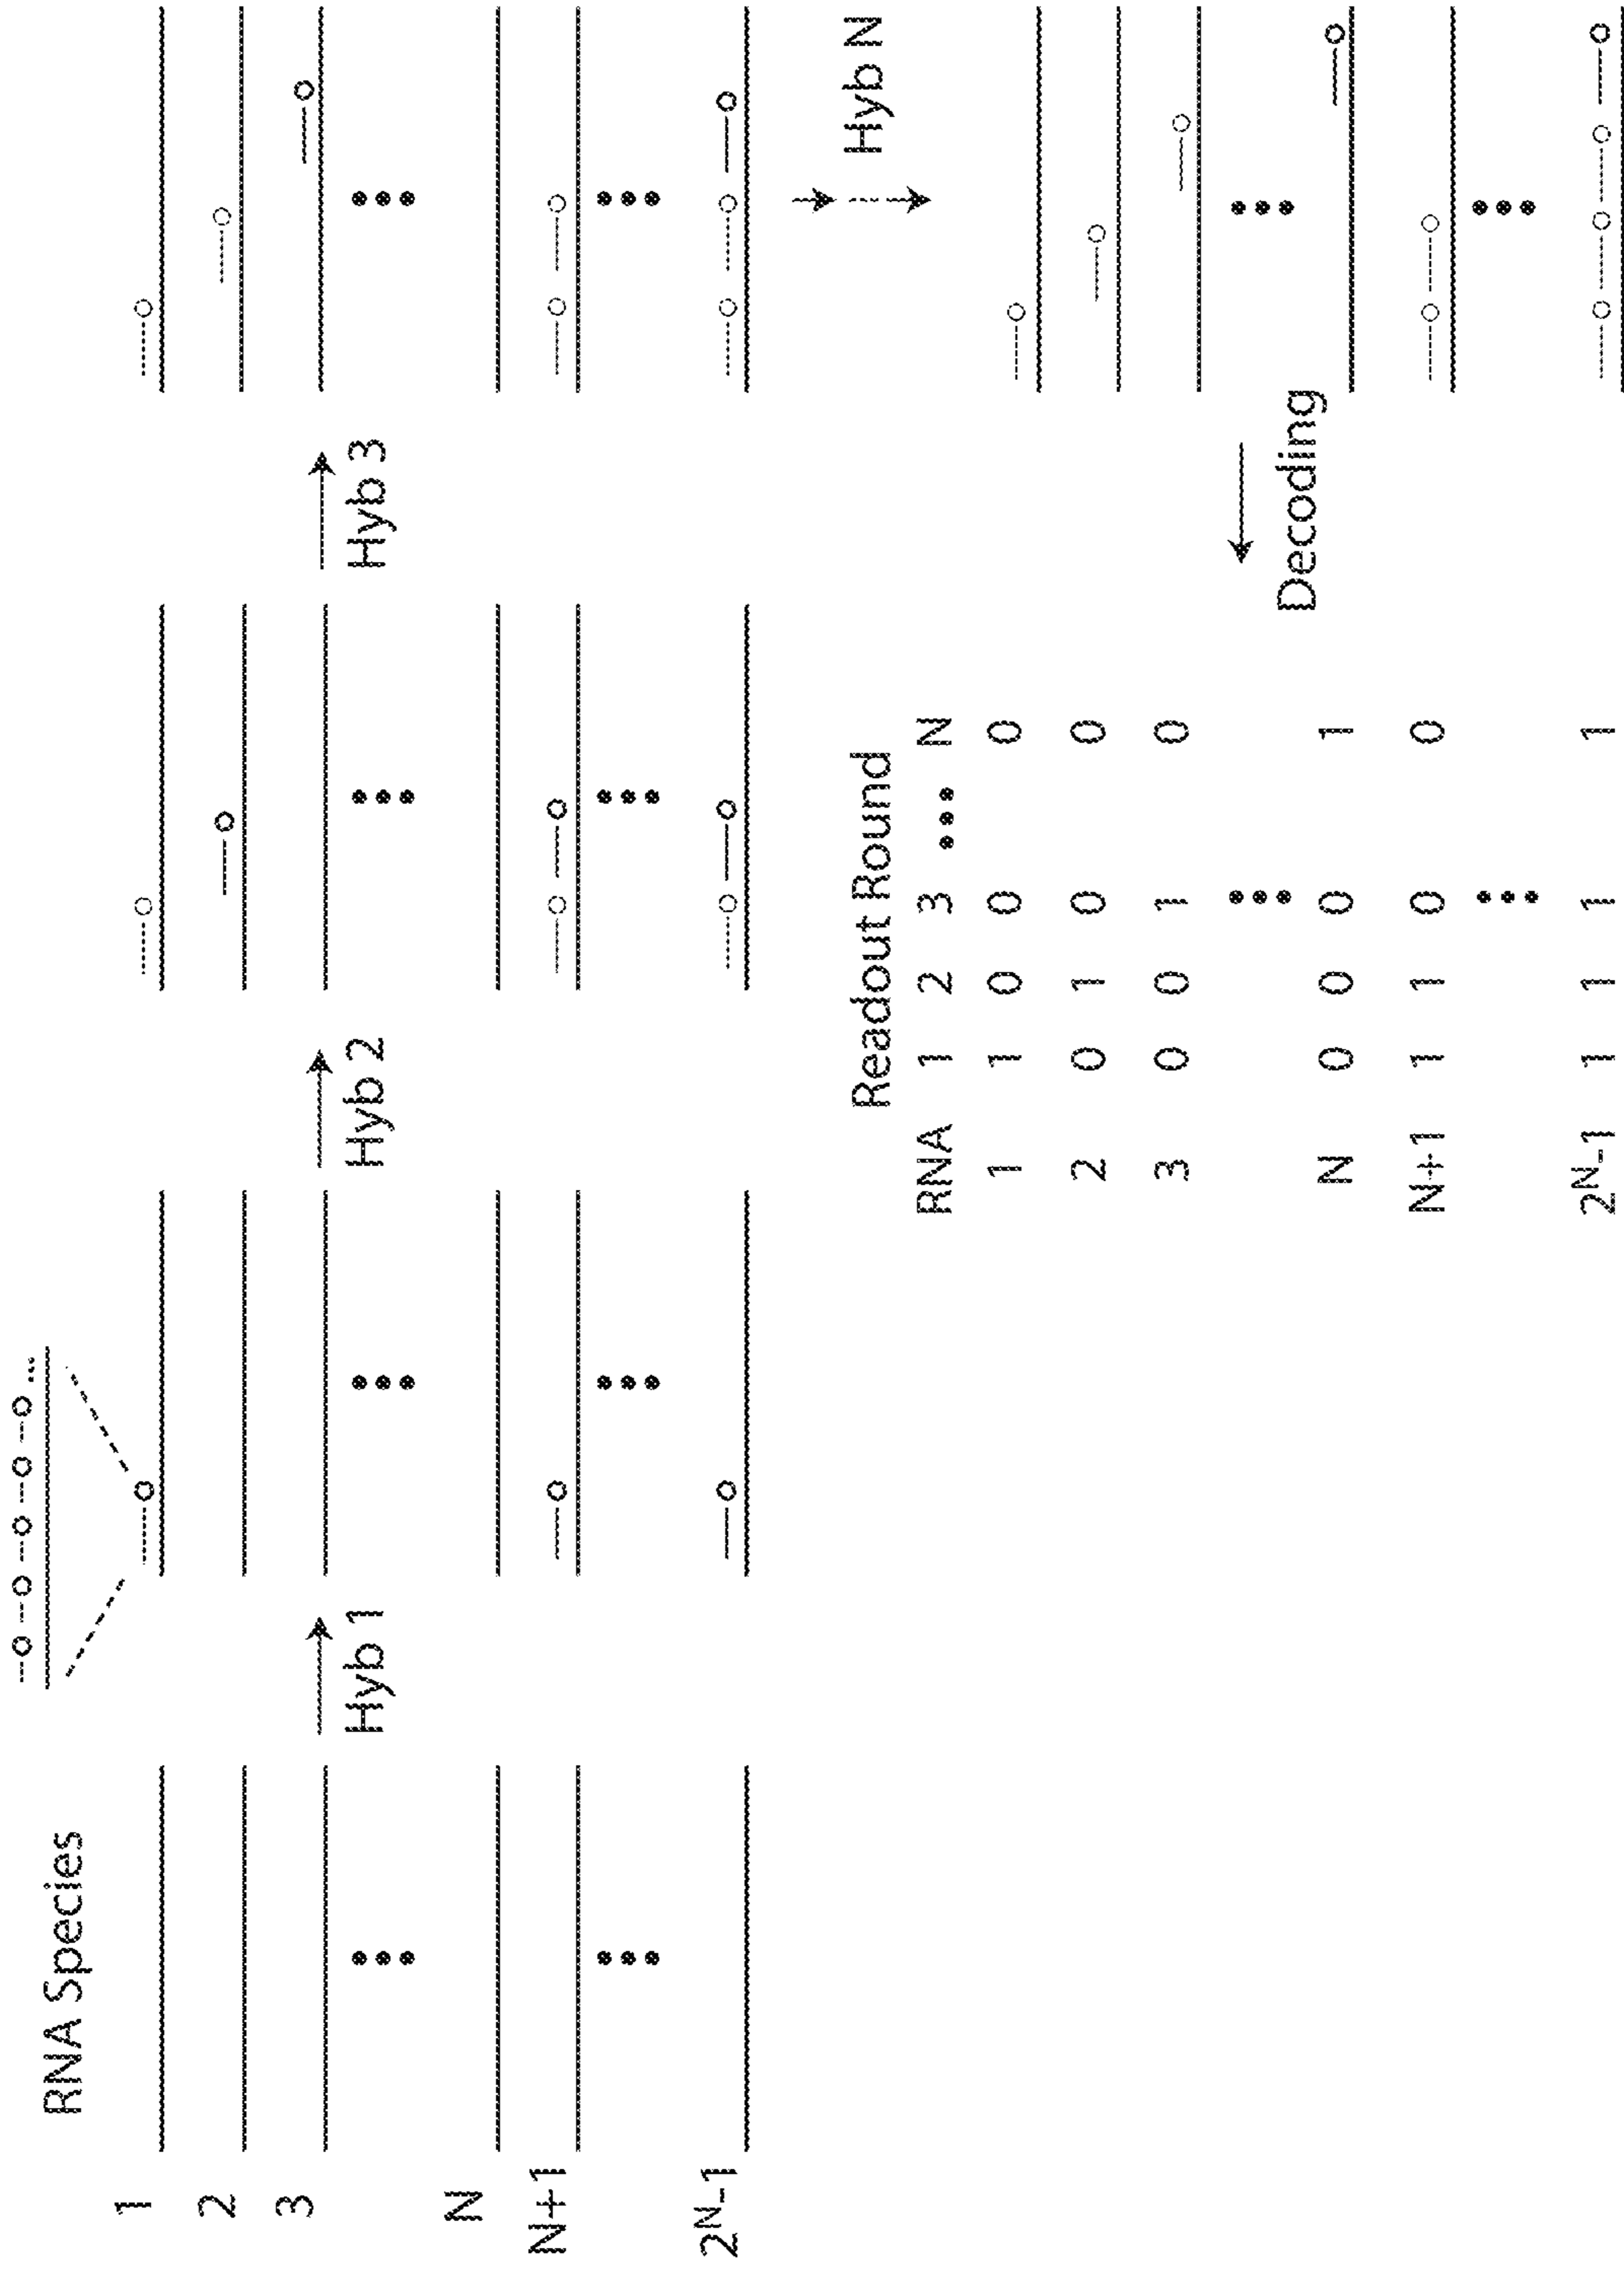 RNA Species
1
2
3
N
N+1
2ᴺ-1
Hyb 1
Hyb 2
Hyb 3
Hyb N
Decoding
Readout Round
RNA 1 2 3 ••• N
1 1 0 0 0
2 0 1 0 0
3 0 0 1 0
N 0 0 0 1
N+1 1 1 0 0
2ᴺ-1 1 1 1 1